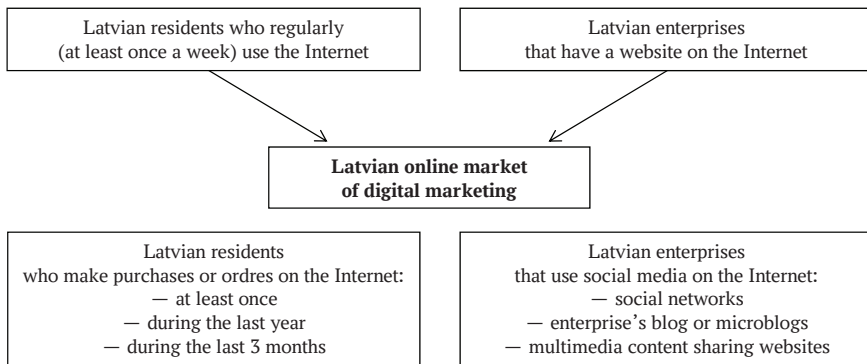 Latvian residents who regularly
(at least once a week) use the Internet
Latvian enterprises
that have a website on the Internet
Latvian online market
of digital marketing
Latvian residents
who make purchases or ordres on the Internet:
— at least once
— during the last year
— during the last 3 months
Latvian enterprises
that use social media on the Internet:
— social networks
— enterprise’s blog or microblogs
— multimedia content sharing websites